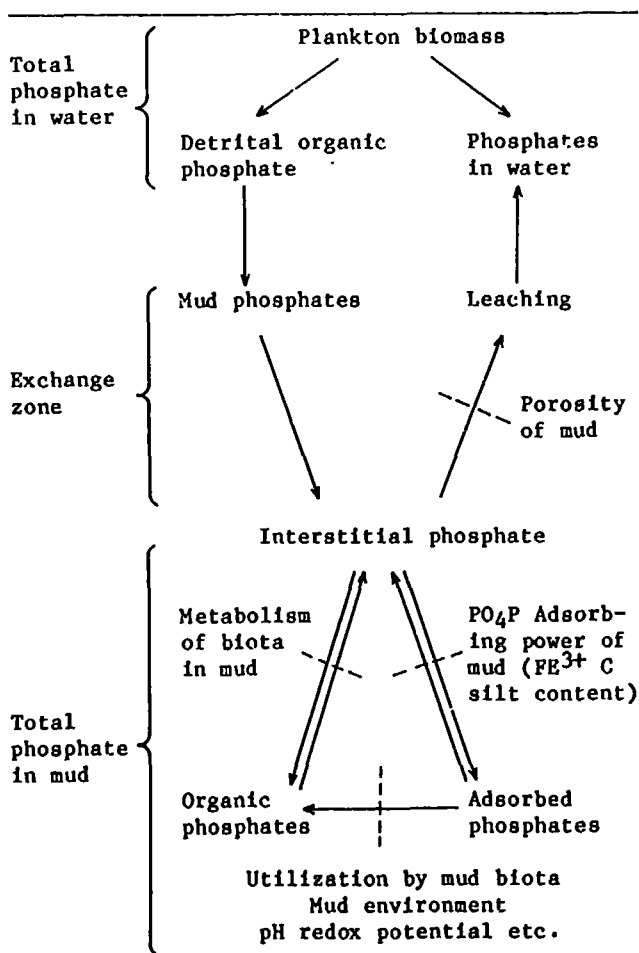 Plankton biomass
Total
phosphate
in water
Detrital organic
phosphate
Phosphates
in water
Mud phosphates
Leaching
Exchange
zone
Porosity
of mud
Interstitial phosphate
Metabolism
of biota
in mud
PO4P Adsorb-
ing power of
mud (FE3+ C
silt content)
Total
phosphate
in mud
Organic
phosphates
Adsorbed
phosphates
Utilization by mud biota
Mud environment
pH redox potential etc.